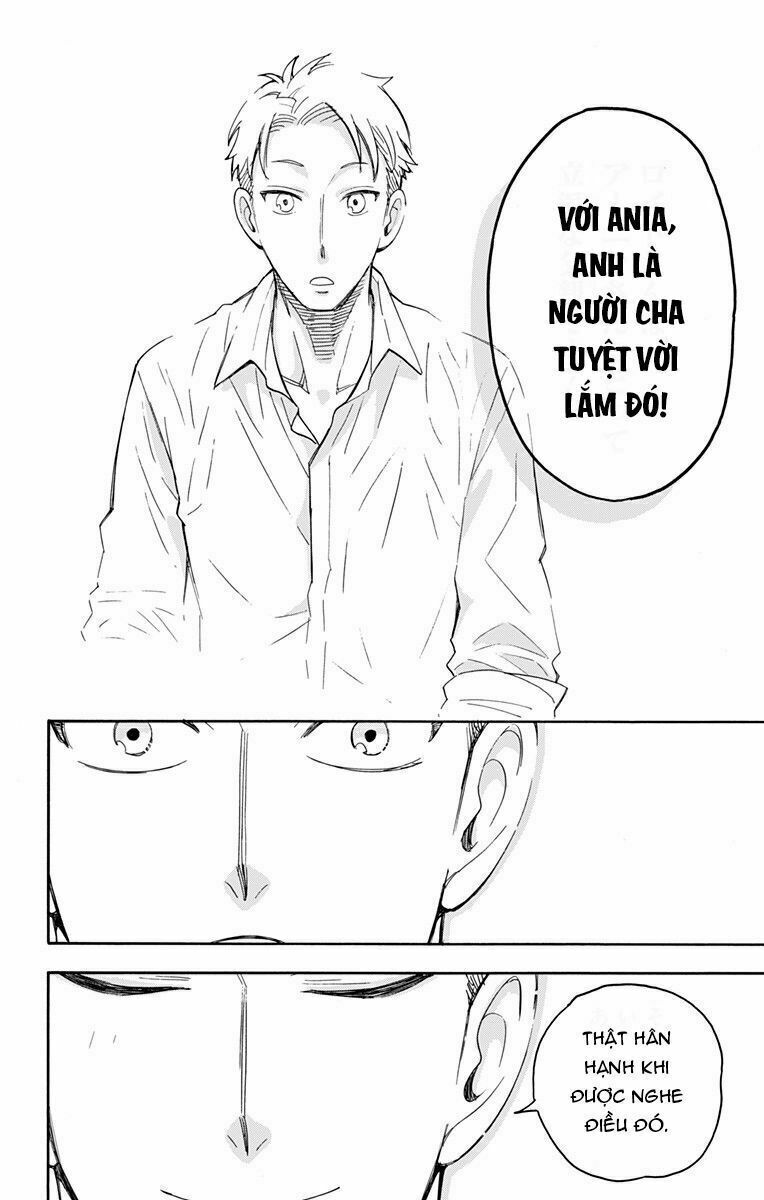 VỚI ANIA,
ANH LÀ
NGƯỜI CHA
TUYỆT VỜI
LẮM ĐÓ!
THẬT HÂN
HẠNH KHI
ĐƯỢC NGHE
ĐIỀU ĐÓ.